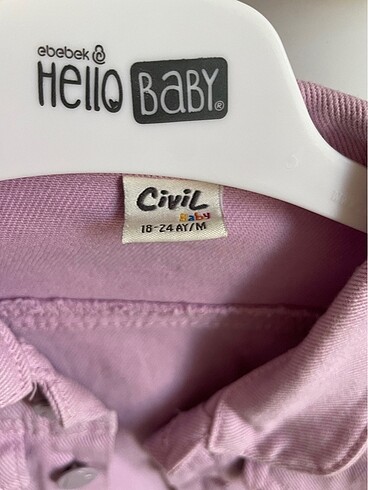 ebebek
Hello BABY®
Civil
Baby
18-24 AY/M